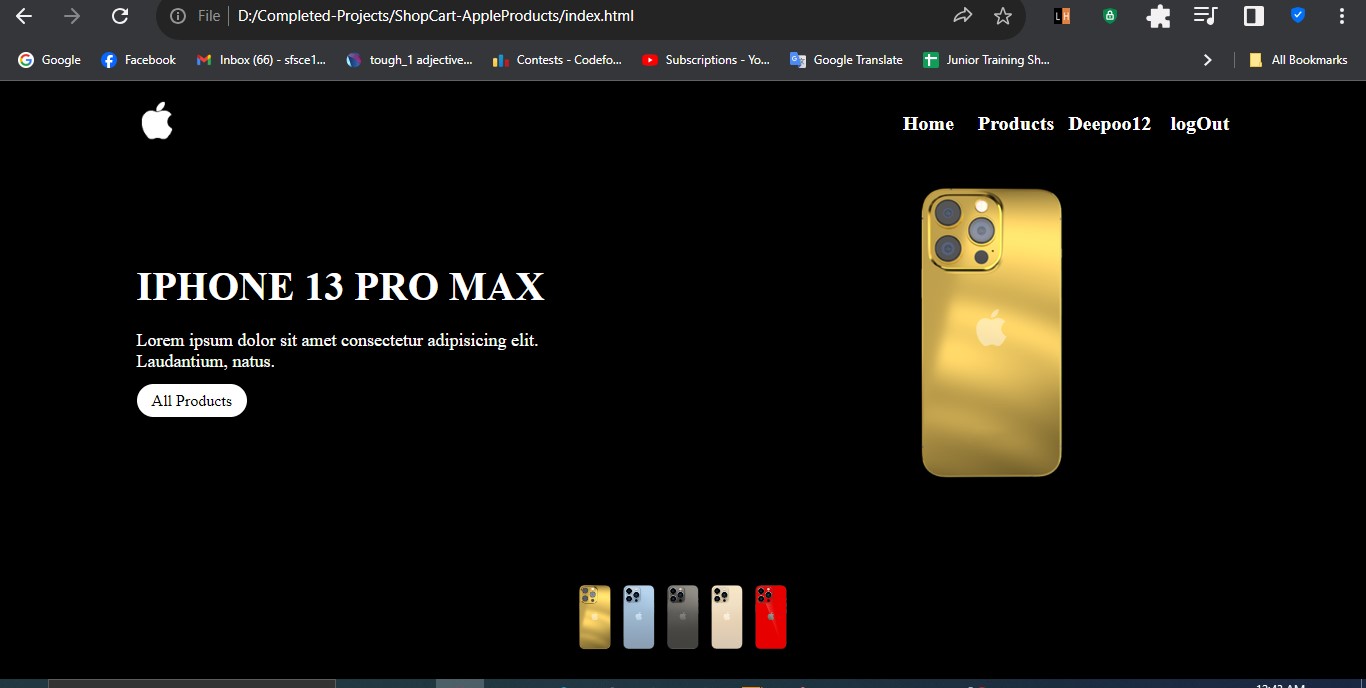 File
D:/Completed-Projects/ShopCart-AppleProducts/index.html
L H
Google
Facebook
Inbox (66) - sfsce1...
tough_1 adjective...
Contests - Codefo...
Subscriptions - Yo...
Google Translate
Junior Training Sh...
All Bookmarks
Home
Products
Deepoo12
logOut
IPHONE 13 PRO MAX
Lorem ipsum dolor sit amet consectetur adipisicing elit.
Laudantium, natus.
All Products